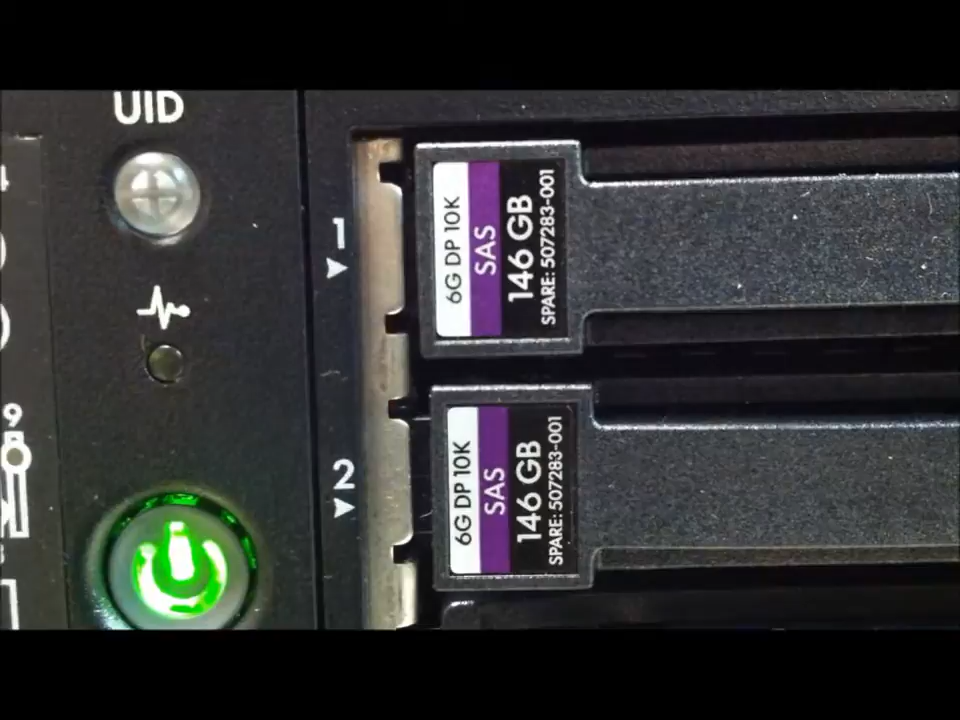 UID
1
6G DP 10K
SAS
146 GB
SPARE: 507283-001
2
6G DP 10K
SAS
146 GB
SPARE: 507283-001
9